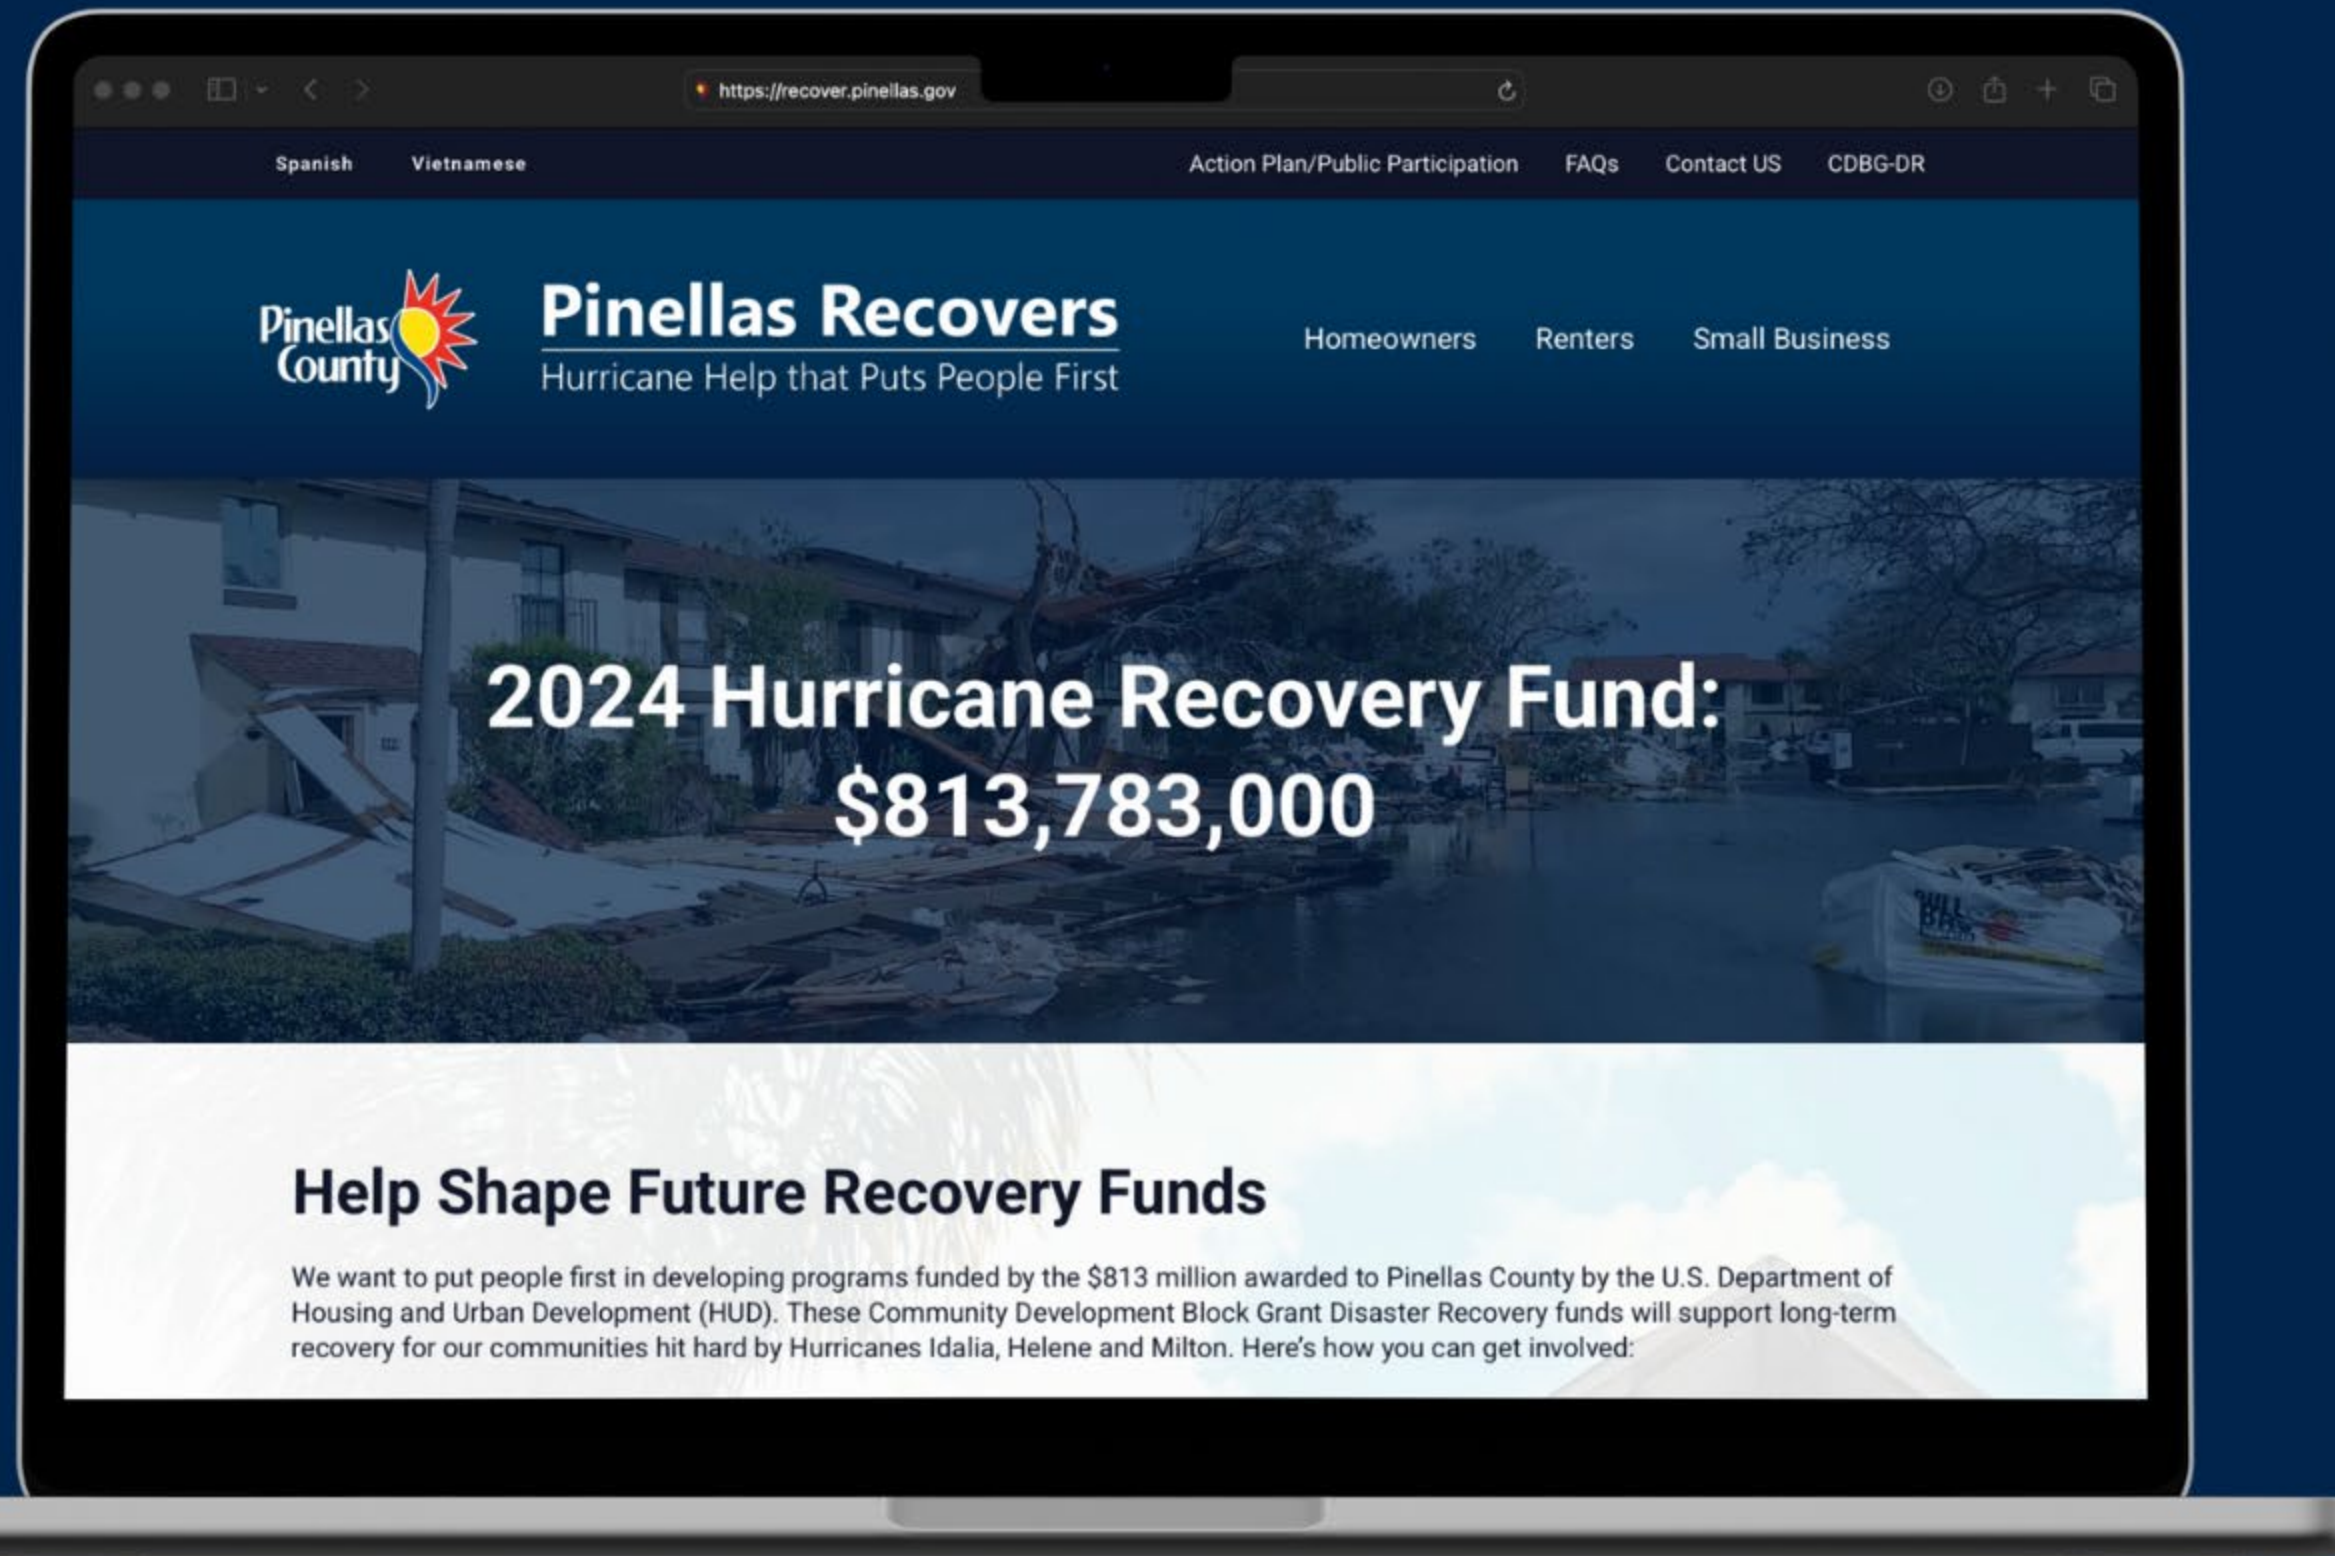 https://recover.pinellas.gov
Spanish Vietnamese Action Plan/Public Participation FAQs Contact US CDBG-DR
Pinellas
County
Pinellas Recovers
Hurricane Help that Puts People First
Homeowners Renters Small Business
2024 Hurricane Recovery Fund:
$813,783,000
Help Shape Future Recovery Funds
We want to put people first in developing programs funded by the $813 million awarded to Pinellas County by the U.S. Department of
Housing and Urban Development (HUD). These Community Development Block Grant Disaster Recovery funds will support long-term
recovery for our communities hit hard by Hurricanes Idalia, Helene and Milton. Here’s how you can get involved: